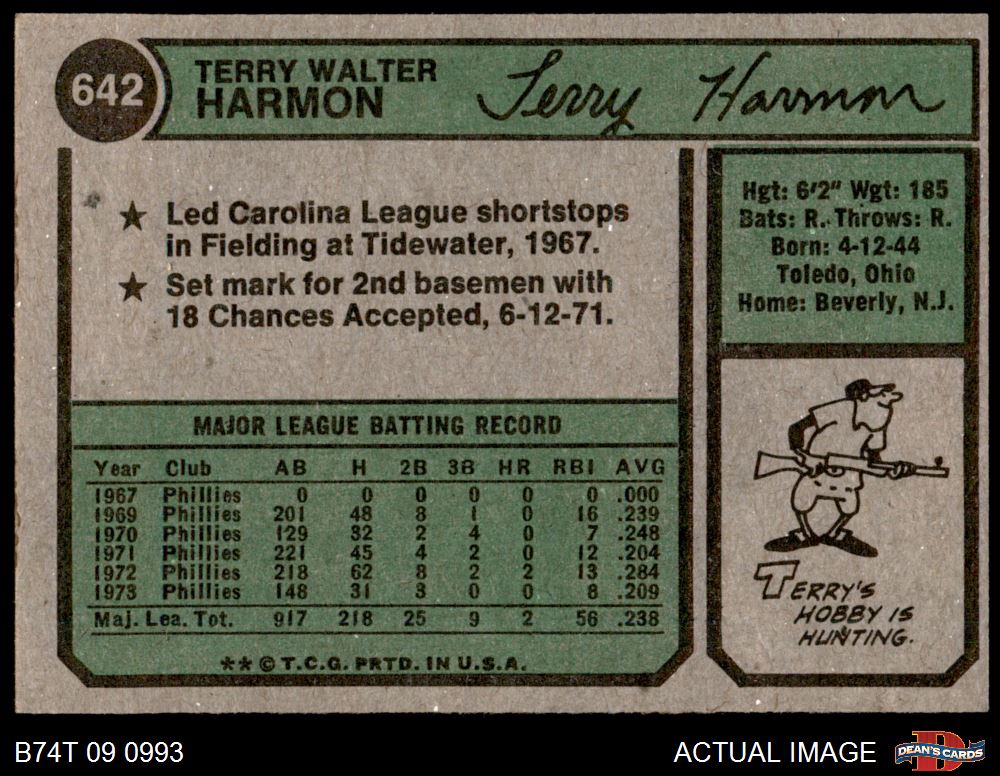 642
TERRY WALTER
HARMON
Terry Harmon
★ Led Carolina League shortstops
in Fielding at Tidewater, 1967.
★ Set mark for 2nd basemen with
18 Chances Accepted, 6-12-71.
Hgt: 6'2" Wgt: 185
Bats: R. Throws: R.
Born: 4-12-44
Toledo, Ohio
Home: Beverly, N.J.
MAJOR LEAGUE BATTING RECORD
Year Club AB H 2B 3B HR RBI AVG
1967 Phillies 0 0 0 0 0 0 .000
1969 Phillies 201 48 8 1 0 16 .239
1970 Phillies 129 32 2 4 0 7 .248
1971 Phillies 221 45 4 2 0 12 .204
1972 Phillies 218 62 8 2 2 13 .284
1973 Phillies 148 31 3 0 0 8 .209
Maj. Lea. Tot. 917 218 25 9 2 56 .238
** © T.C.G. PRTD. IN U.S.A.
TERRY'S
HOBBY IS
HUNTING.
B74T 09 0993
ACTUAL IMAGE
DEAN'S CARDS